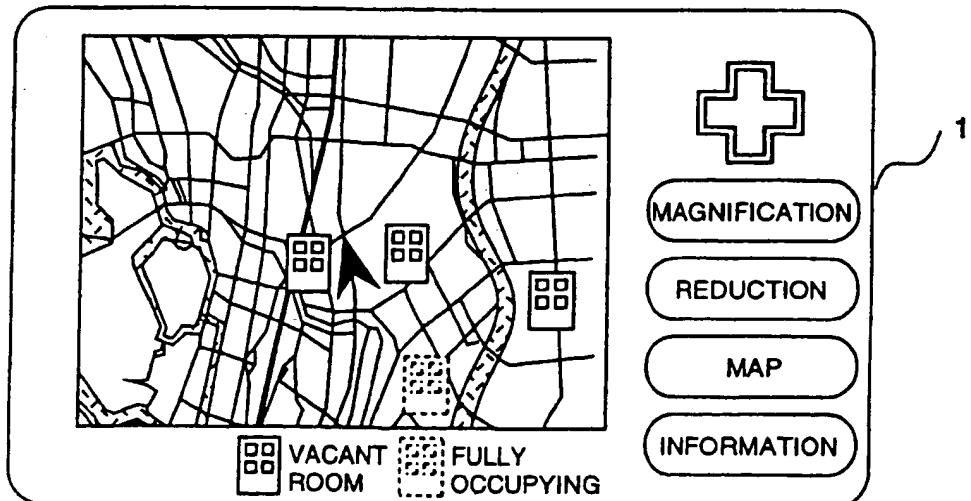 1
MAGNIFICATION
REDUCTION
MAP
INFORMATION
VACANT
ROOM
FULLY
OCCUPYING